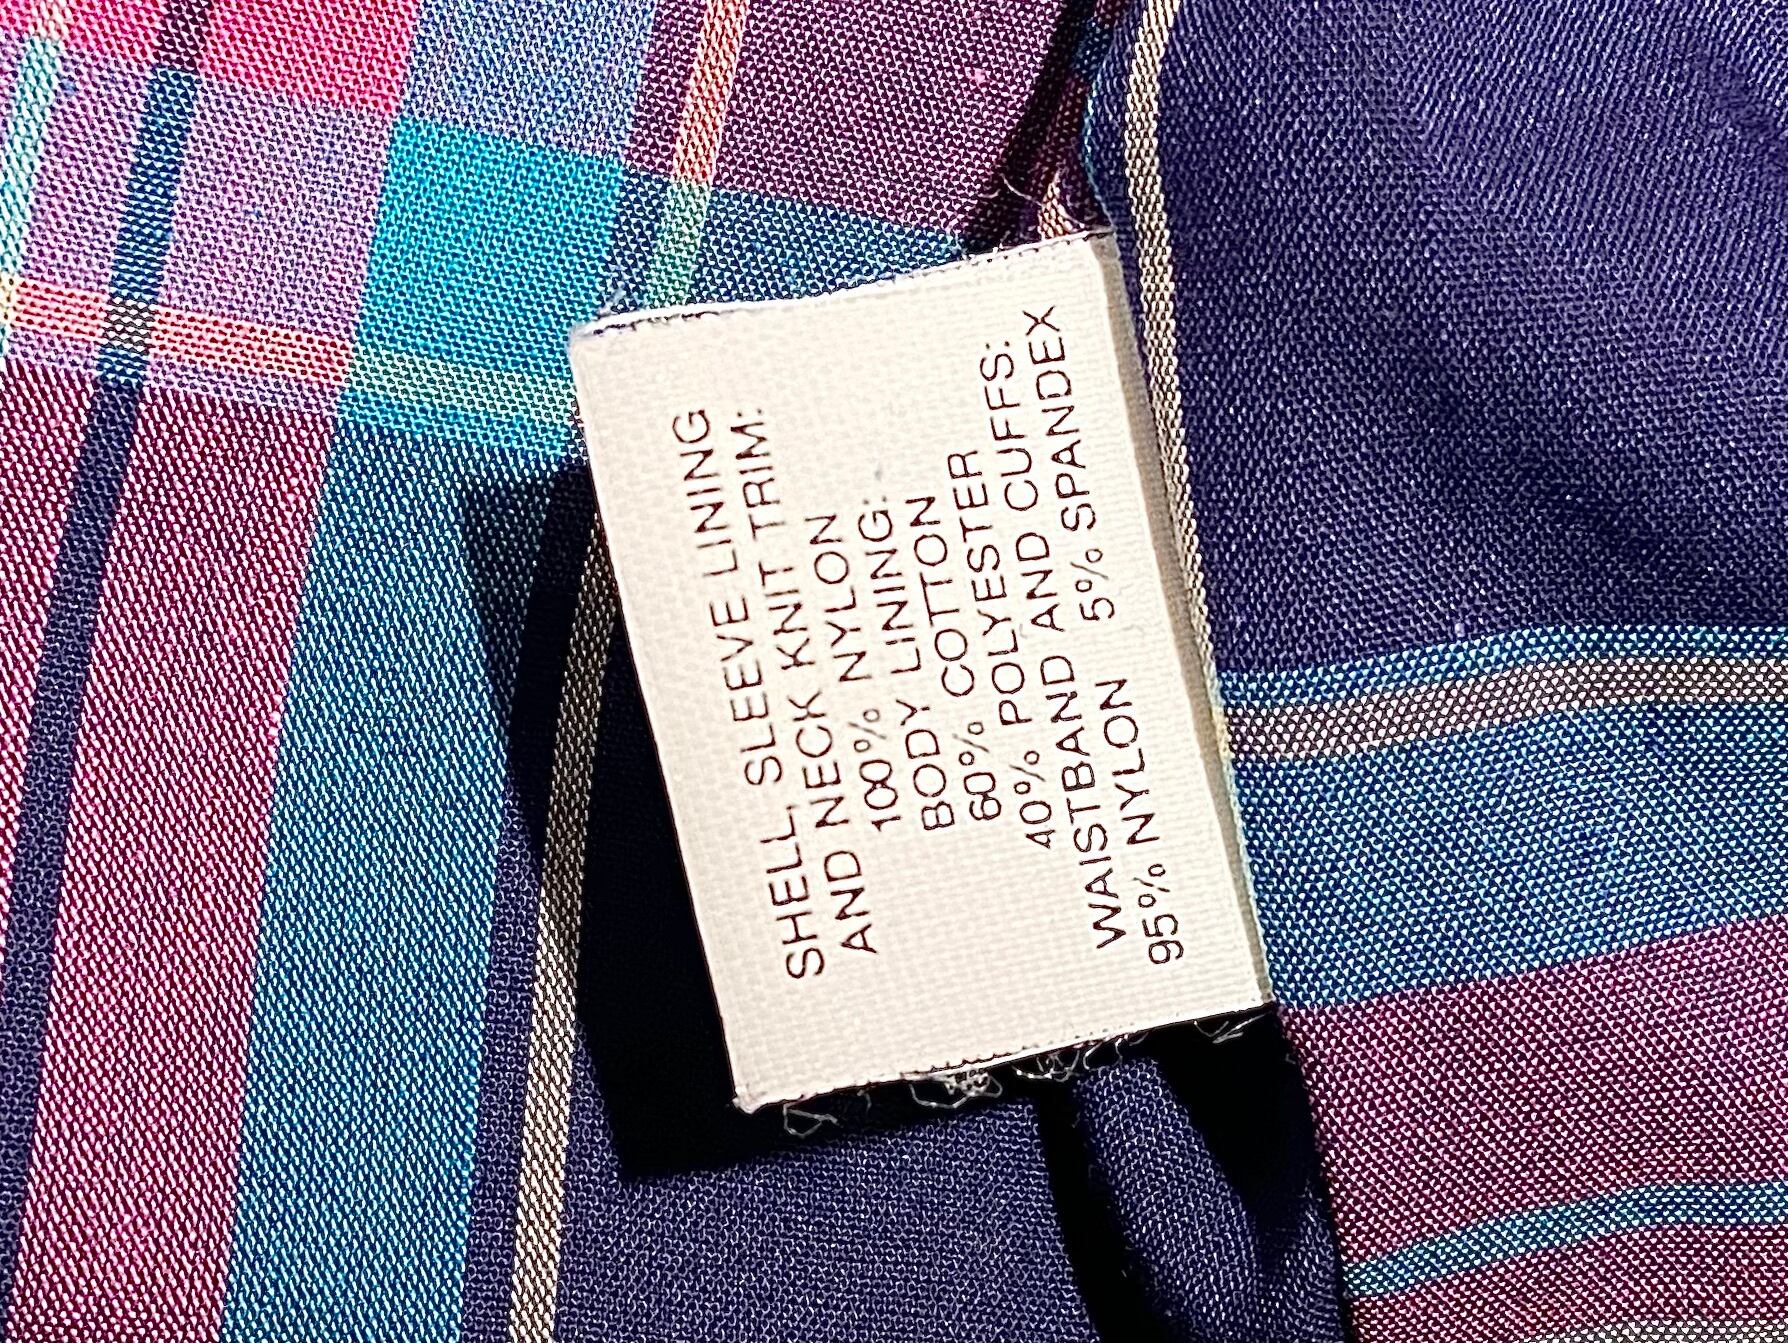 SHELL, SLEEVE LINING
AND NECK KNIT TRIM:
100% NYLON
BODY LINING:
60% COTTON
40% POLYESTER
WAISTBAND AND CUFFS:
95% NYLON 5% SPANDEX